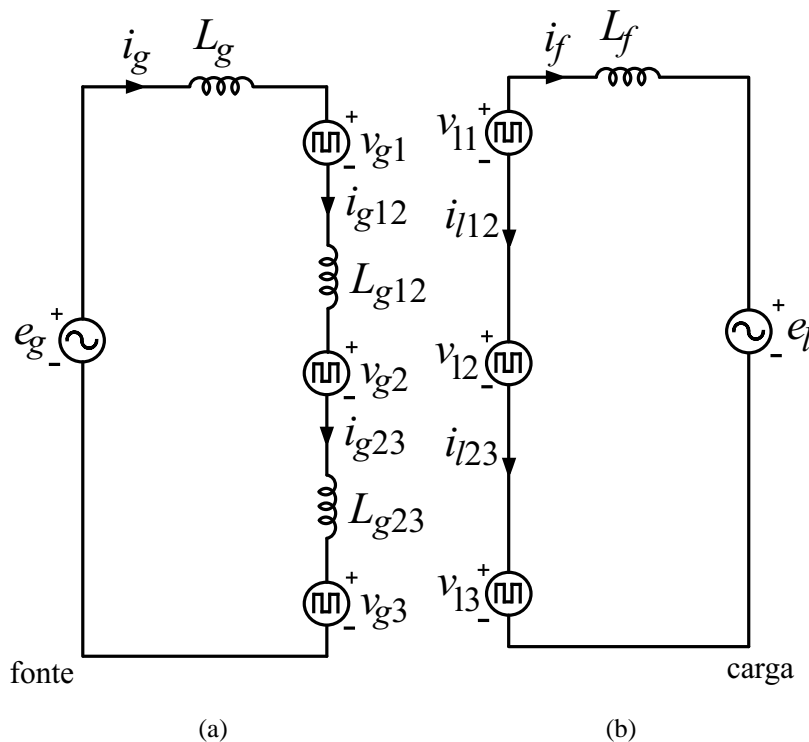 i_g L_g
v_g1
i_g12
L_g12
e_g
v_g2
i_g23
L_g23
v_g3
fonte
(a)
i_f L_f
v_l1
i_l12
v_l2
e_l
i_l23
v_l3
carga
(b)